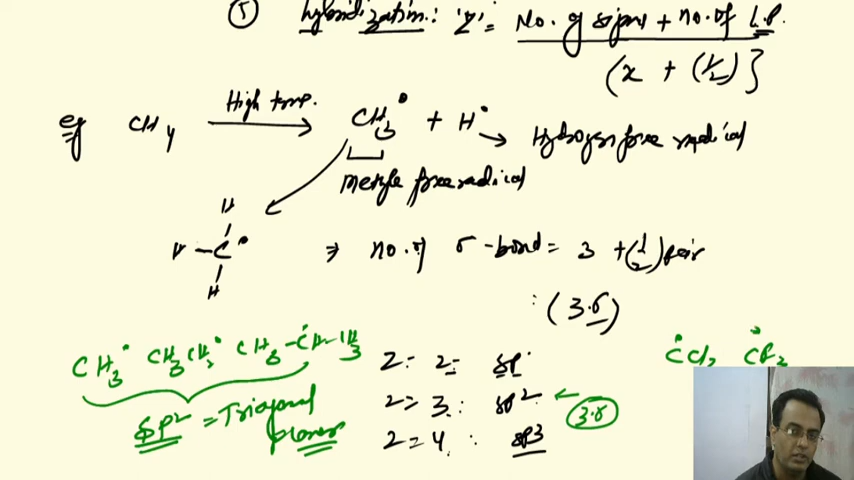 ⑤ Hybridization: 'Z' = No. of sigma + no. of L.P.
(x + (1/2)}
eg CH4 High temp. → CH3• + H•
→ Hydrogen free radical
methyl free radical
H
H – C•
H
⇒ no. of σ-bond = 3 + (1/2) pair
: (3.5)
CH3• CH3CH2• CH3–CH–CH3
SP2 = Trigonal planar
Z = 2 = SP
Z = 3 : SP2 ← 3.5
Z = 4 : SP3
•CCl3 •CF3